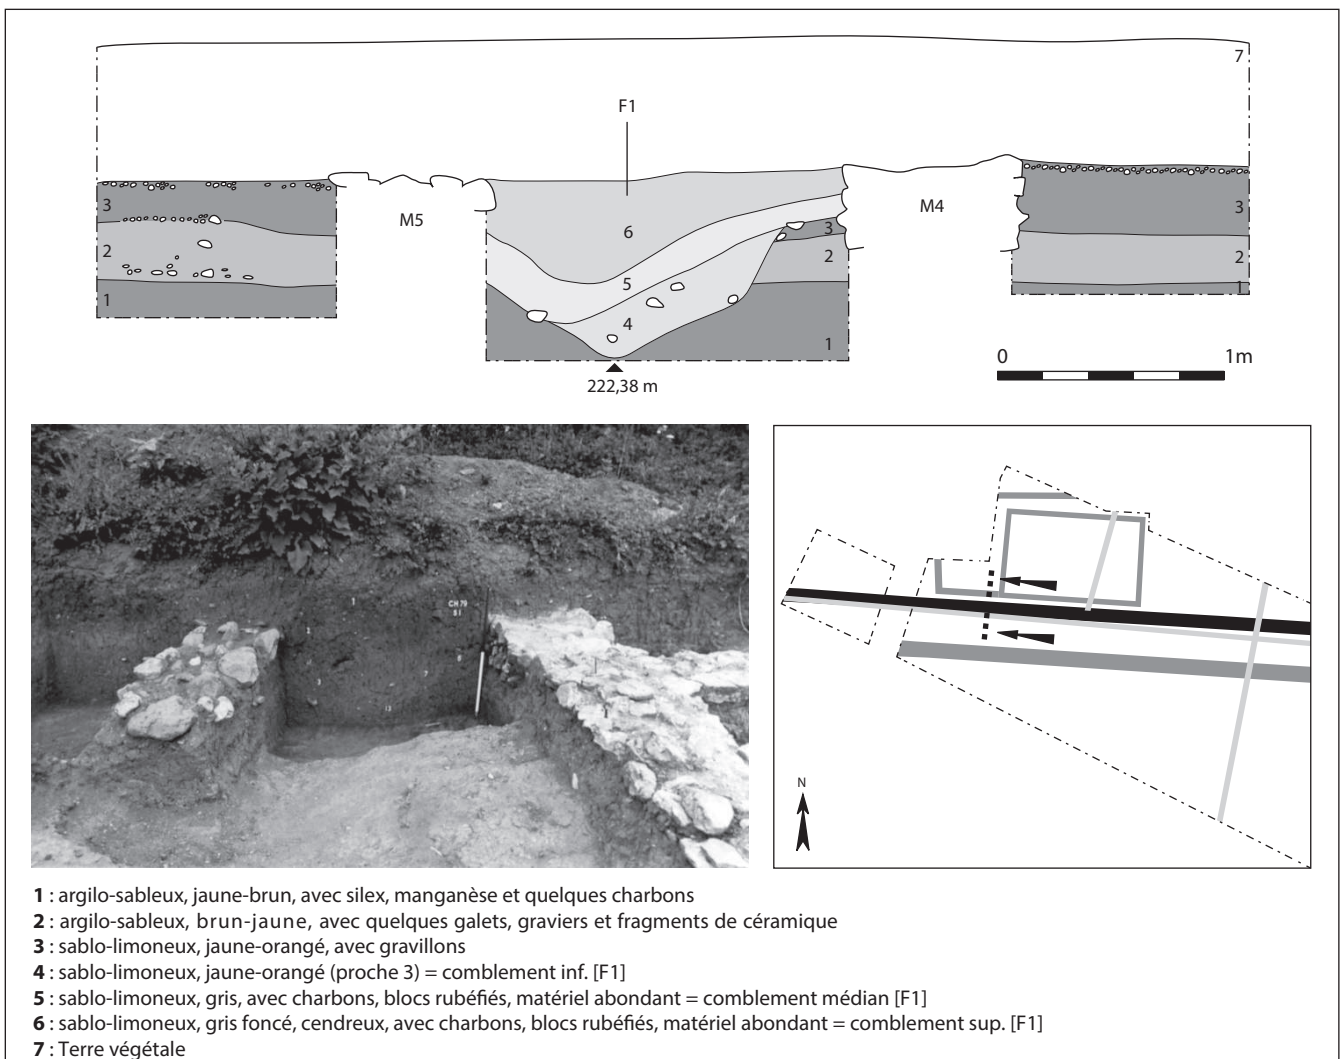 7
F1
3
M5
M4
3
6
3
2
2
2
5
1
4
1
1
0 1m
222,38 m
CH 79
S 1
N
1 : argilo-sableux, jaune-brun, avec silex, manganèse et quelques charbons
2 : argilo-sableux, brun-jaune, avec quelques galets, graviers et fragments de céramique
3 : sablo-limoneux, jaune-orangé, avec gravillons
4 : sablo-limoneux, jaune-orangé (proche 3) = comblement inf. [F1]
5 : sablo-limoneux, gris, avec charbons, blocs rubéfiés, matériel abondant = comblement médian [F1]
6 : sablo-limoneux, gris foncé, cendreux, avec charbons, blocs rubéfiés, matériel abondant = comblement sup. [F1]
7 : Terre végétale